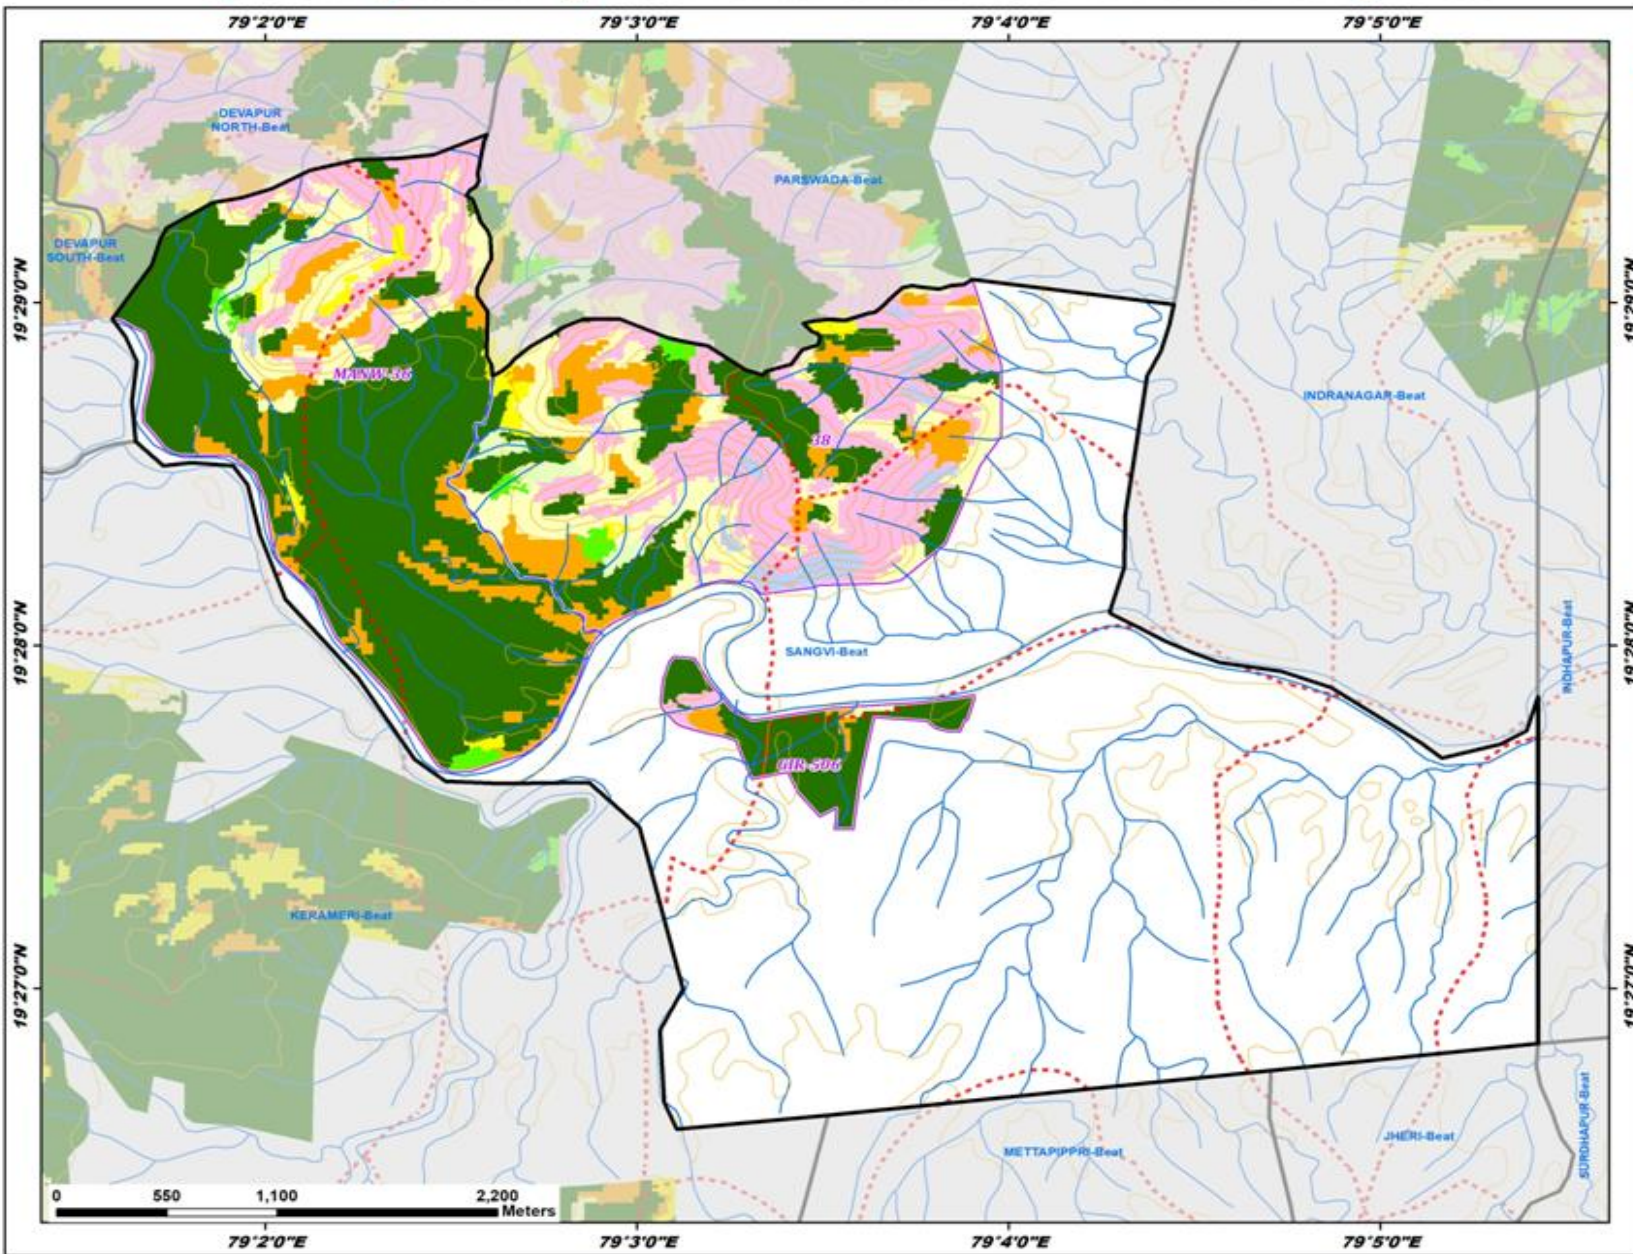 79°2'0"E 79°3'0"E 79°4'0"E 79°5'0"E
DEVAPUR
NORTH-Beat
PARSWADA-Beat
DEVAPUR
SOUTH-Beat
19°29'0"N
19°29'0"N
MANW-36
INDRANAGAR-Beat
38
19°28'0"N
19°28'0"N
SANGVI-Beat
INDHAPUR-Beat
GIR-506
KERAMERI-Beat
19°27'0"N
19°27'0"N
METTAPIPPRI-Beat
JHERI-Beat
SURDHAPUR-Beat
0 550 1,100 2,200
Meters
79°2'0"E 79°3'0"E 79°4'0"E 79°5'0"E